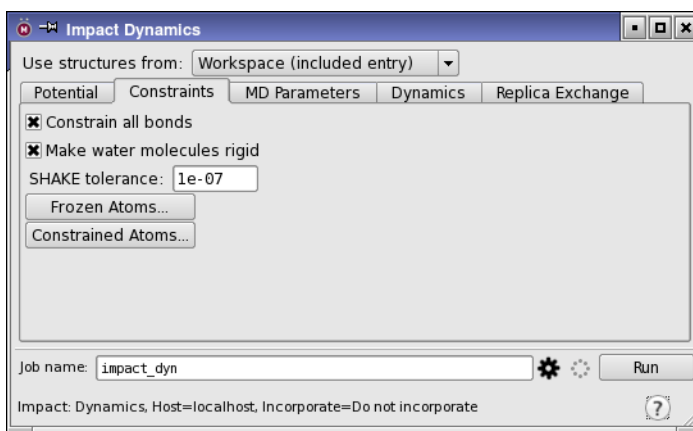 Impact Dynamics
Use structures from: Workspace (included entry)
Potential Constraints MD Parameters Dynamics Replica Exchange
Constrain all bonds
Make water molecules rigid
SHAKE tolerance: 1e-07
Frozen Atoms...
Constrained Atoms...
Job name: impact_dyn Run
Impact: Dynamics, Host=localhost, Incorporate=Do not incorporate ?